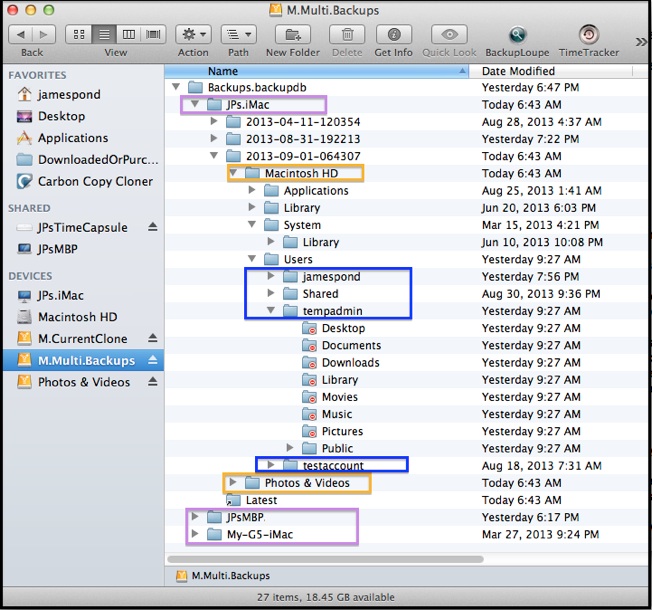 M.Multi.Backups
Back
View
Action
Path
New Folder
Delete
Get Info
Quick Look
BackupLoupe
TimeTracker
FAVORITES
jamespond
Desktop
Applications
DownloadedOrPurc...
Carbon Copy Cloner
SHARED
JPsTimeCapsule
JPsMBP
DEVICES
JPs.iMac
Macintosh HD
M.CurrentClone
M.Multi.Backups
Photos & Videos
Name Date Modified
Backups.backupdb Yesterday 6:47 PM
JPs.iMac Today 6:43 AM
2013-04-11-120354 Aug 28, 2013 4:37 AM
2013-08-31-192213 Yesterday 7:22 PM
2013-09-01-064307 Today 6:43 AM
Macintosh HD Today 6:43 AM
Applications Aug 25, 2013 1:41 AM
Library Jun 20, 2013 6:03 PM
System Mar 15, 2013 4:21 PM
Library Jun 10, 2013 10:08 PM
Users Yesterday 9:27 AM
jamespond Yesterday 7:56 PM
Shared Aug 30, 2013 9:36 PM
tempadmin Yesterday 9:27 AM
Desktop Yesterday 9:27 AM
Documents Yesterday 9:27 AM
Downloads Yesterday 9:27 AM
Library Yesterday 9:27 AM
Movies Yesterday 9:27 AM
Music Yesterday 9:27 AM
Pictures Yesterday 9:27 AM
Public Yesterday 9:27 AM
testaccount Aug 18, 2013 7:31 AM
Photos & Videos Today 6:43 AM
Latest Today 6:43 AM
JPsMBP Yesterday 6:17 PM
My-G5-iMac Mar 27, 2013 9:24 PM
M.Multi.Backups
27 items, 18.45 GB available